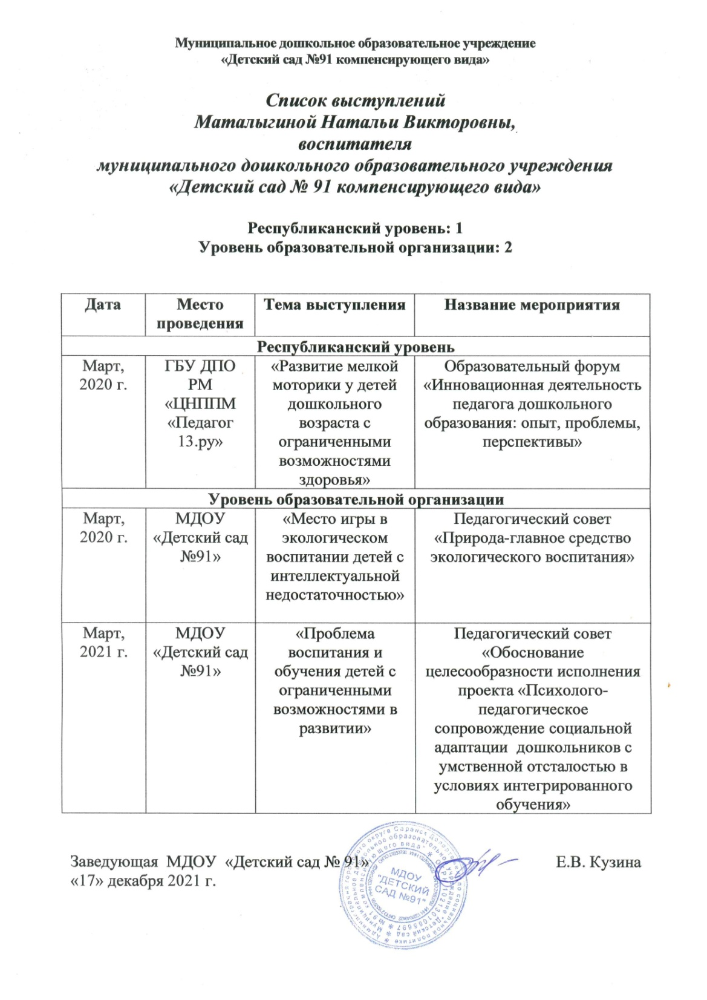 Муниципальное дошкольное образовательное учреждение
«Детский сад №91 компенсирующего вида»
Список выступлений
Маталыгиной Натальи Викторовны,
воспитателя
муниципального дошкольного образовательного учреждения
«Детский сад № 91 компенсирующего вида»
Республиканский уровень: 1
Уровень образовательной организации: 2
Дата
Место
проведения
Тема выступления
Название мероприятия
Республиканский уровень
Март,
2020 г.
ГБУ ДПО
РМ
«ЦНППМ
«Педагог
13.ру»
«Развитие мелкой
моторики у детей
дошкольного
возраста с
ограниченными
возможностями
здоровья»
Образовательный форум
«Инновационная деятельность
педагога дошкольного
образования: опыт, проблемы,
перспективы»
Уровень образовательной организации
Март,
2020 г.
МДОУ
«Детский сад
№91»
«Место игры в
экологическом
воспитании детей с
интеллектуальной
недостаточностью»
Педагогический совет
«Природа-главное средство
экологического воспитания»
Март,
2021 г.
МДОУ
«Детский сад
№91»
«Проблема
воспитания и
обучения детей с
ограниченными
возможностями в
развитии»
Педагогический совет
«Обоснование
целесообразности исполнения
проекта «Психолого-
педагогическое
сопровождение социальной
адаптации  дошкольников с
умственной отсталостью в
условиях интегрированного
обучения»
Заведующая  МДОУ  «Детский сад № 91»
Е.В. Кузина
«17» декабря 2021 г.
МДОУ
"ДЕТСКИЙ
САД №91"